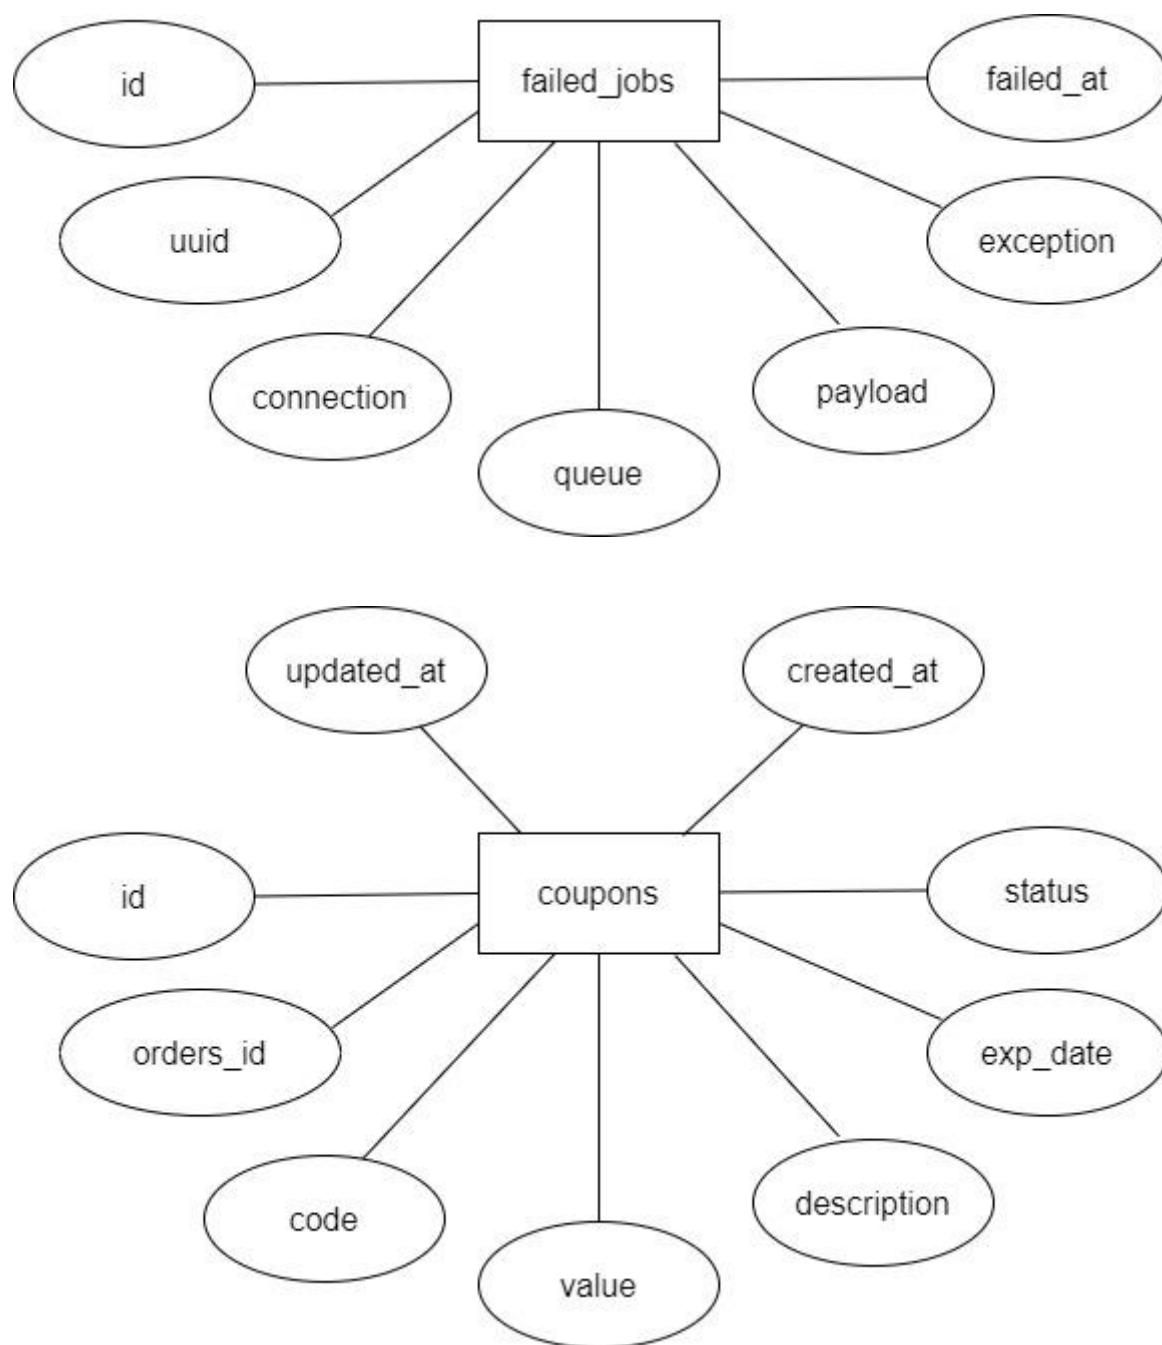 id
failed_jobs
failed_at
uuid
exception
connection
payload
queue
updated_at
created_at
id
coupons
status
orders_id
exp_date
code
description
value